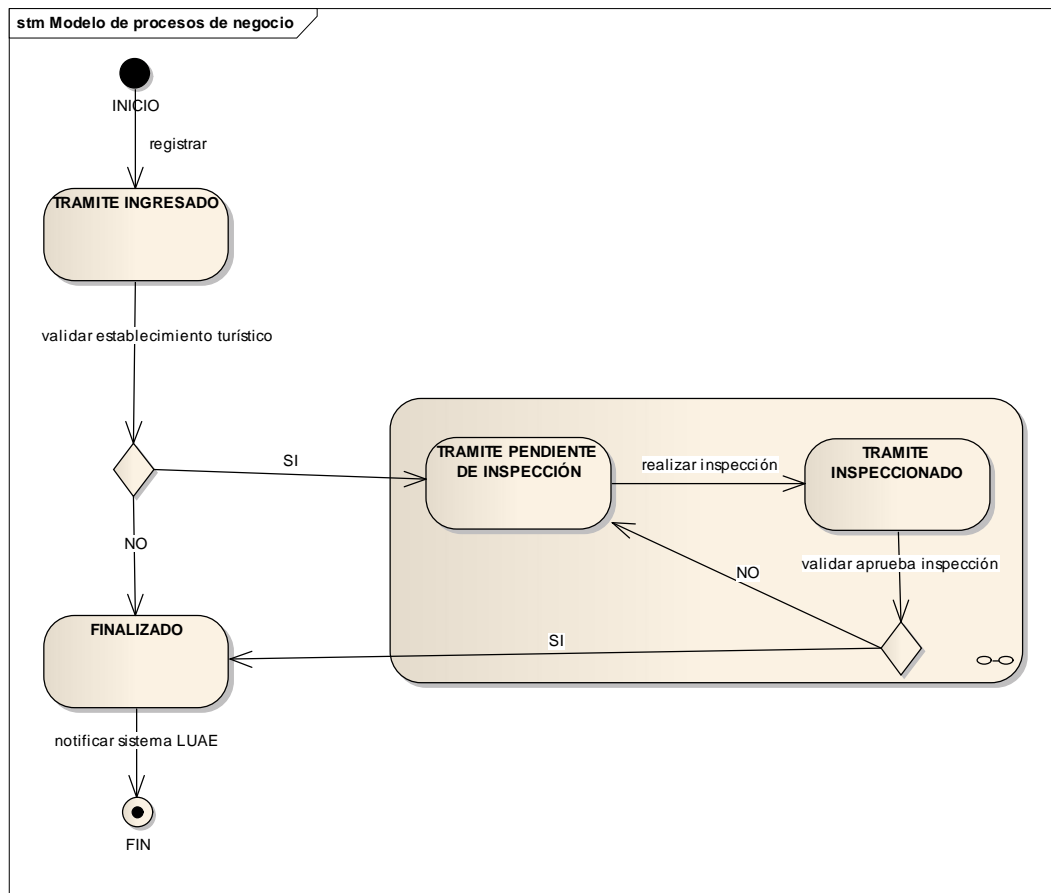 stm Modelo de procesos de negocio
INICIO
registrar
TRAMITE INGRESADO
validar establecimiento turístico
SI
TRAMITE PENDIENTE
DE INSPECCIÓN
realizar inspección
TRAMITE
INSPECCIONADO
validar aprueba inspección
NO
NO
SI
FINALIZADO
notificar sistema LUAE
FIN